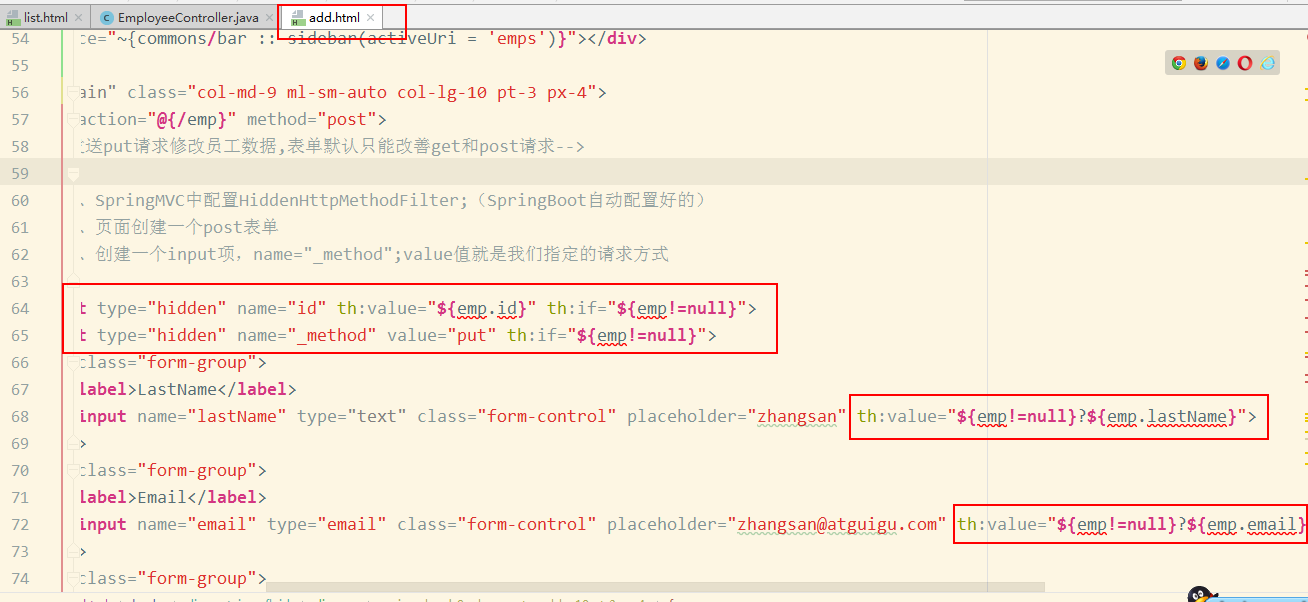 list.html EmployeeController.java add.html
54 ce="~{commons/bar :: sidebar(activeUri = 'emps')}"></div>
55
56 ain" class="col-md-9 ml-sm-auto col-lg-10 pt-3 px-4">
57 action="@{/emp}" method="post">
58 送put请求修改员工数据,表单默认只能改善get和post请求-->
59
60 、SpringMVC中配置HiddenHttpMethodFilter;（SpringBoot自动配置好的）
61 、页面创建一个post表单
62 、创建一个input项，name="_method";value值就是我们指定的请求方式
63
64 t type="hidden" name="id" th:value="${emp.id}" th:if="${emp!=null}">
65 t type="hidden" name="_method" value="put" th:if="${emp!=null}">
66 class="form-group">
67 label>LastName</label>
68 input name="lastName" type="text" class="form-control" placeholder="zhangsan" th:value="${emp!=null}?${emp.lastName}">
69 >
70 class="form-group">
71 label>Email</label>
72 input name="email" type="email" class="form-control" placeholder="zhangsan@atguigu.com" th:value="${emp!=null}?${emp.email}
73 >
74 class="form-group">